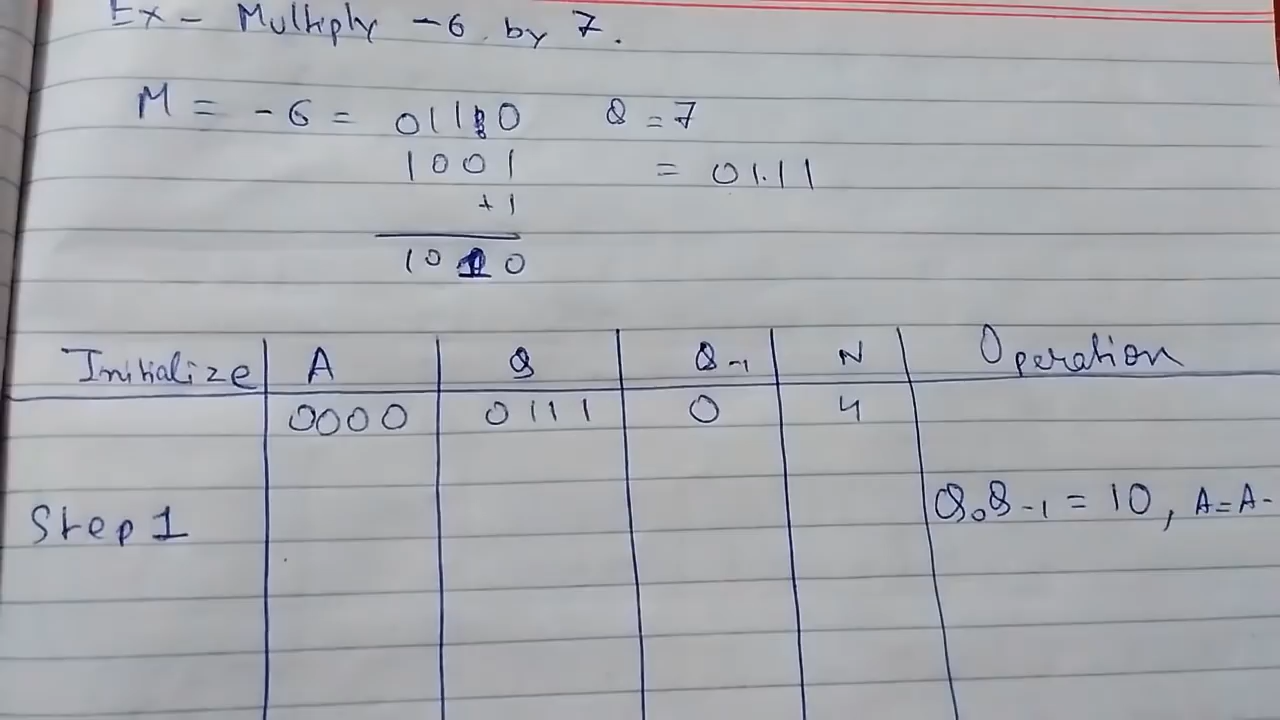 Ex - Multiply -6 by 7.
M = -6 = 0110 Q = 7
1001 = 0111
+1
1010
Initialize A Q Q-1 N Operation
0000 0111 0 4
Step 1 Q₀Q-1 = 10, A=A-